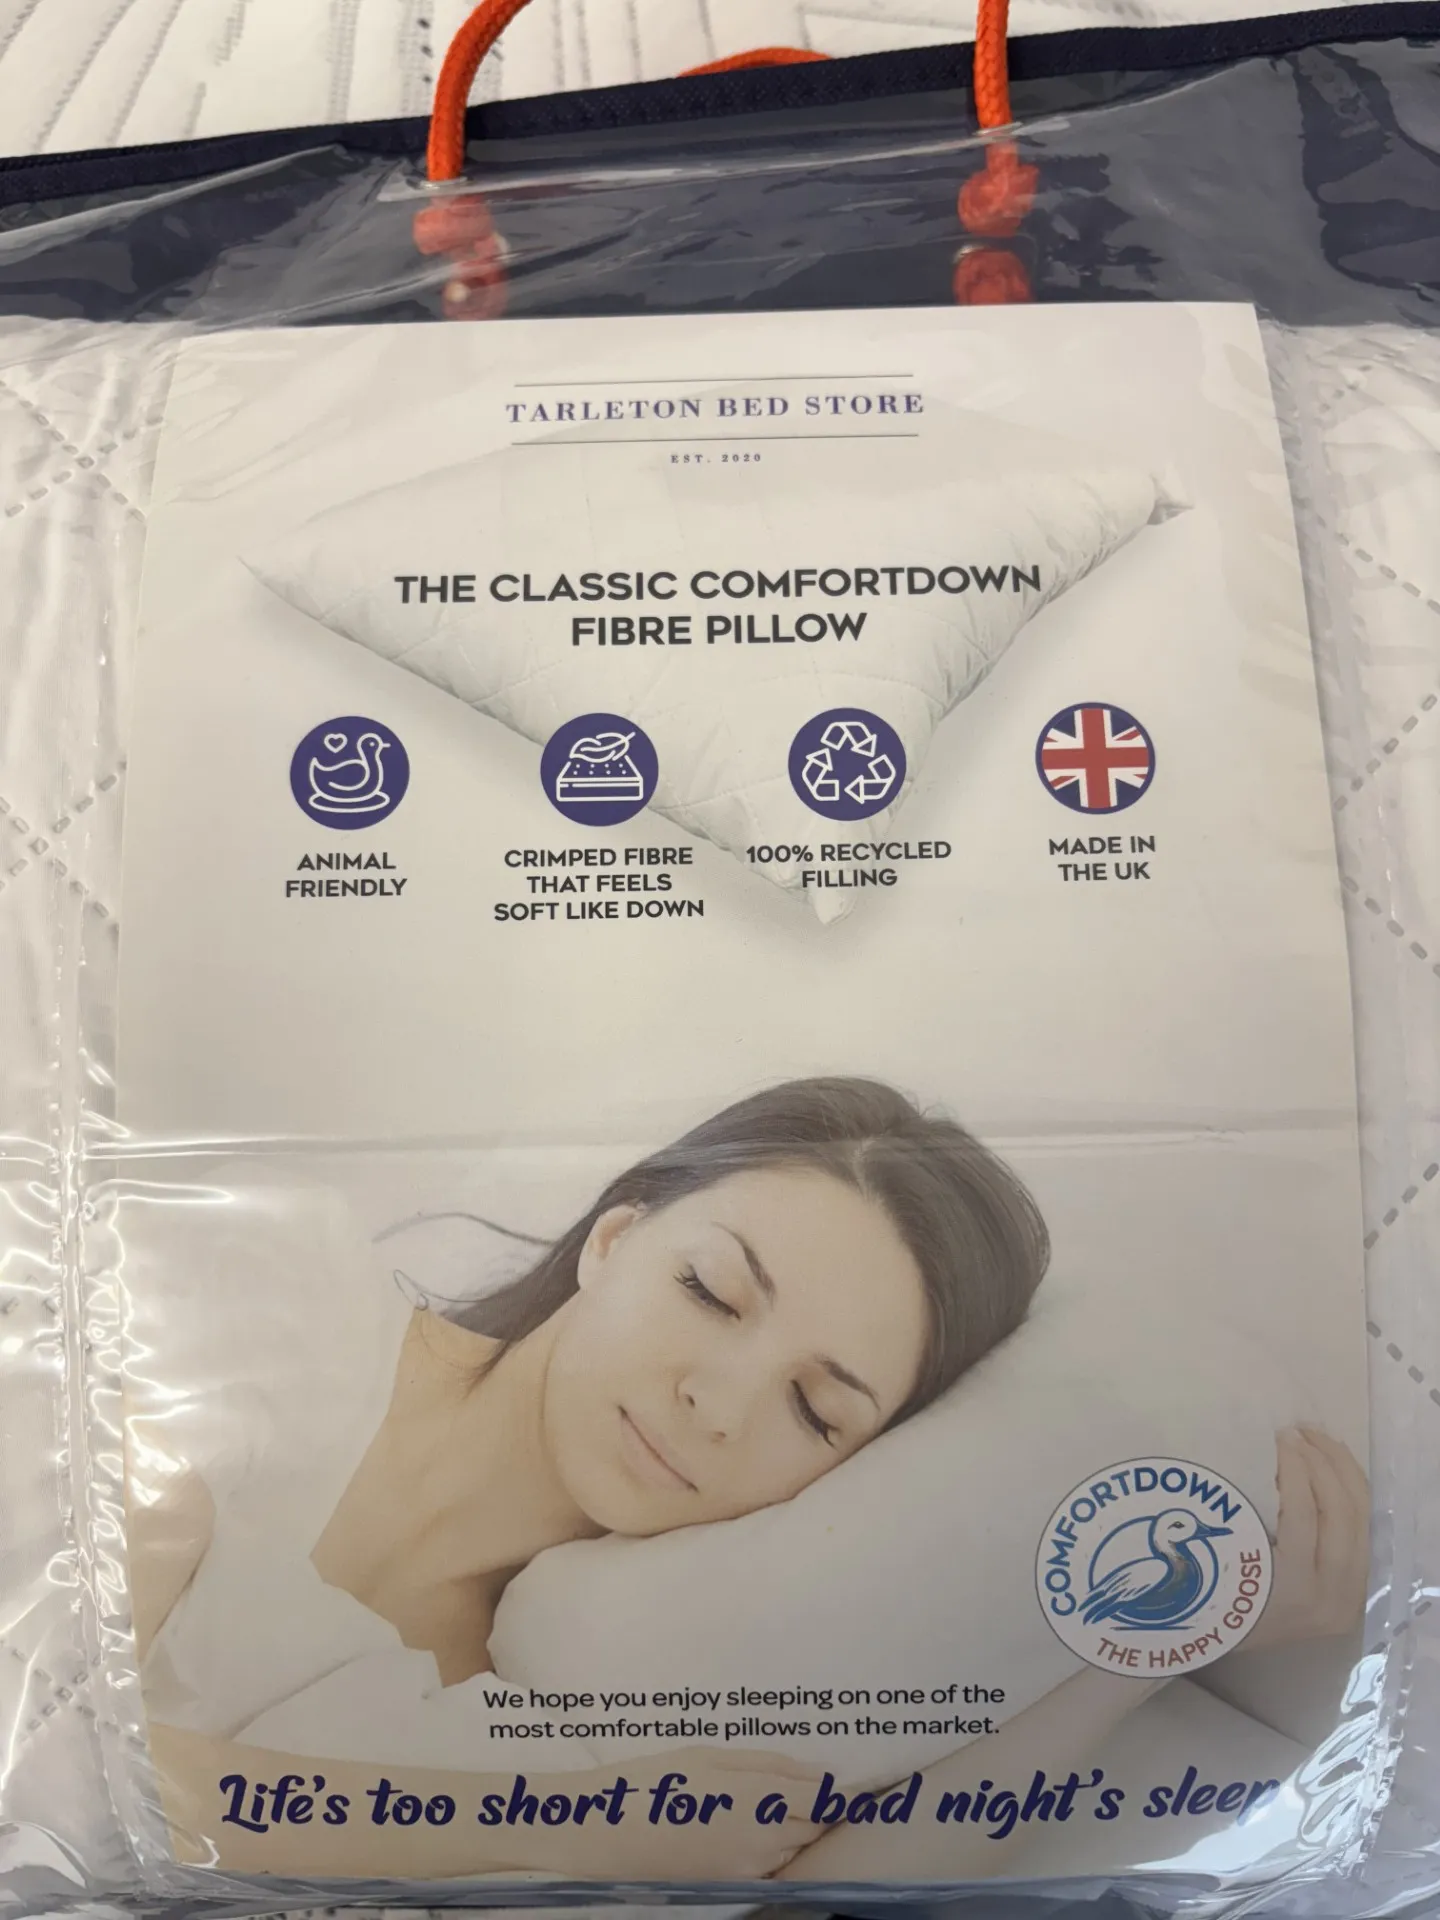 TARLETON BED STORE
EST. 2020
THE CLASSIC COMFORTDOWN
FIBRE PILLOW
ANIMAL
FRIENDLY
CRIMPED FIBRE
THAT FEELS
SOFT LIKE DOWN
100% RECYCLED
FILLING
MADE IN
THE UK
COMFORTDOWN
THE HAPPY GOOSE
We hope you enjoy sleeping on one of the
most comfortable pillows on the market.
Life's too short for a bad night's sleep